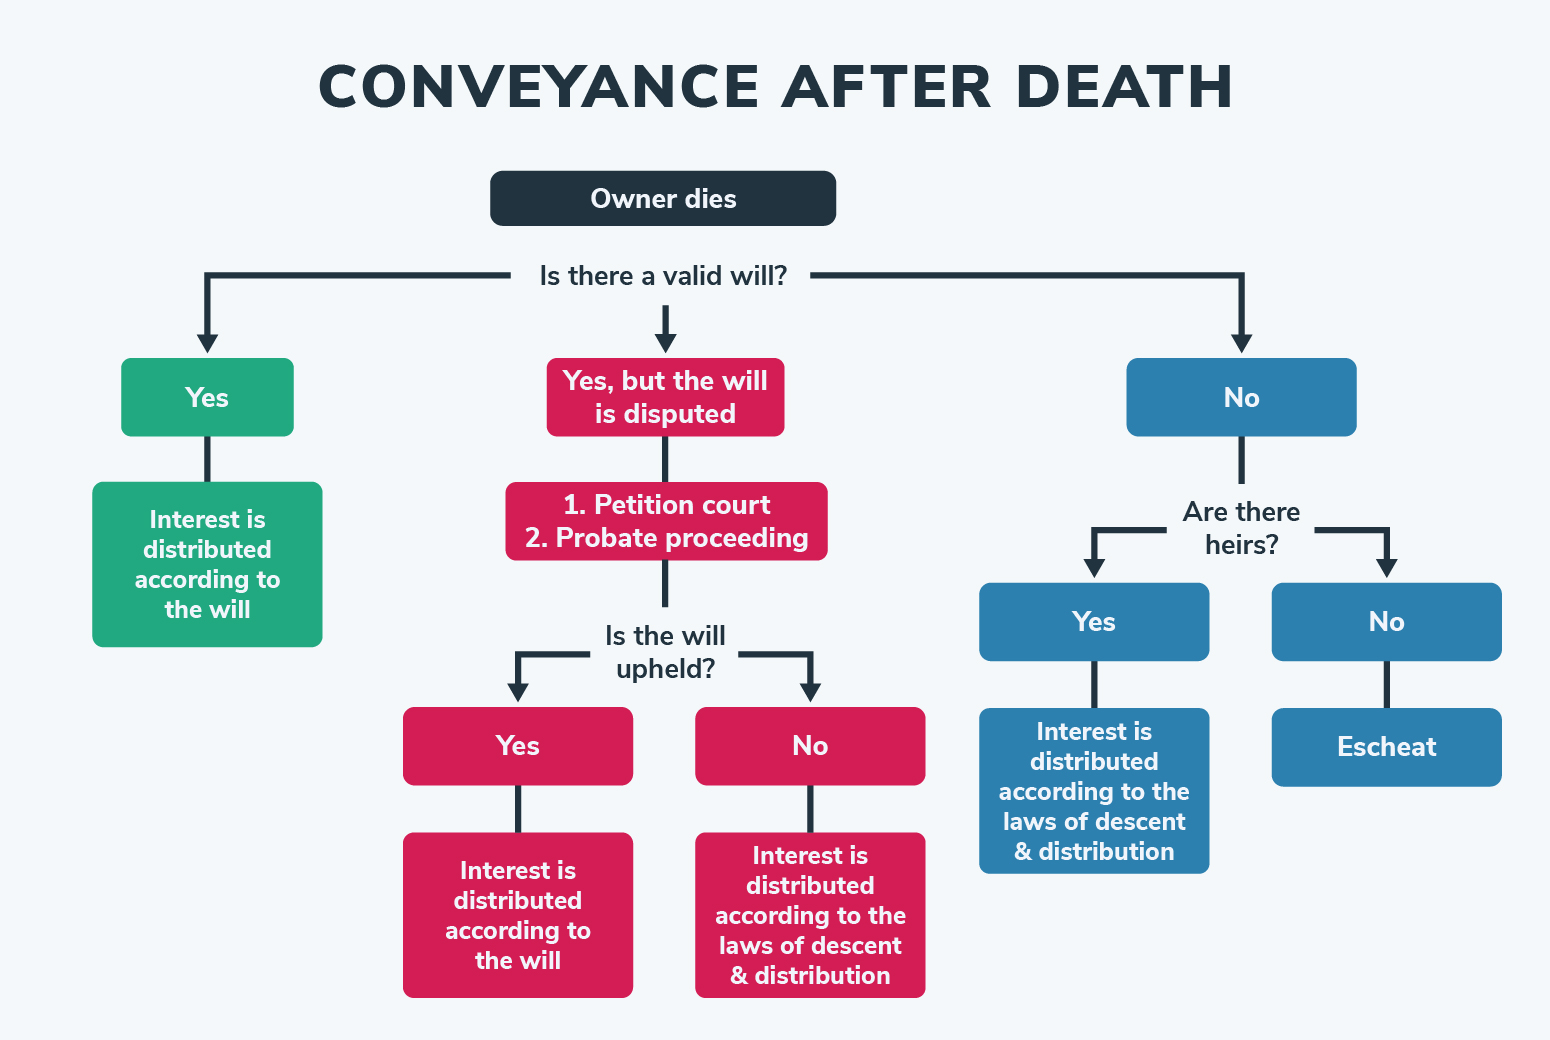 CONVEYANCE AFTER DEATH
Owner dies
Is there a valid will?
Yes
Interest is
distributed
according to
the will
Yes, but the will
is disputed
1. Petition court
2. Probate proceeding
Is the will
upheld?
Yes
Interest is
distributed
according to
the will
No
Interest is
distributed
according to the
laws of descent
& distribution
No
Are there
heirs?
Yes
Interest is
distributed
according to the
laws of descent
& distribution
No
Escheat